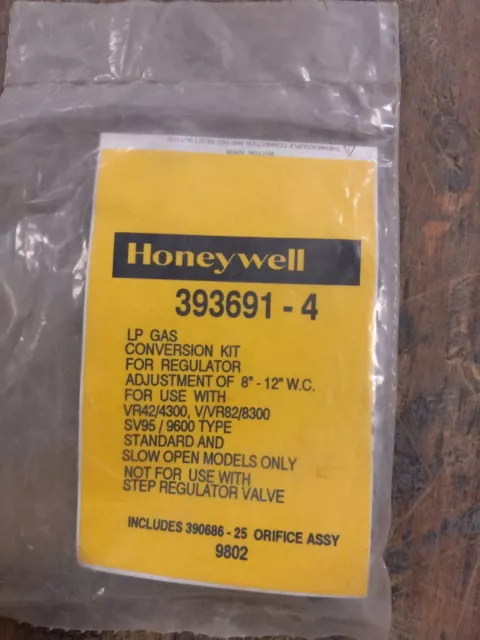 Honeywell
393691 - 4
LP GAS
CONVERSION KIT
FOR REGULATOR
ADJUSTMENT OF 8" - 12" W.C.
FOR USE WITH
VR42/4300, V/VR82/8300
SV95 / 9600 TYPE
STANDARD AND
SLOW OPEN MODELS ONLY
NOT FOR USE WITH
STEP REGULATOR VALVE
INCLUDES 390686 - 25 ORIFICE ASSY
9802